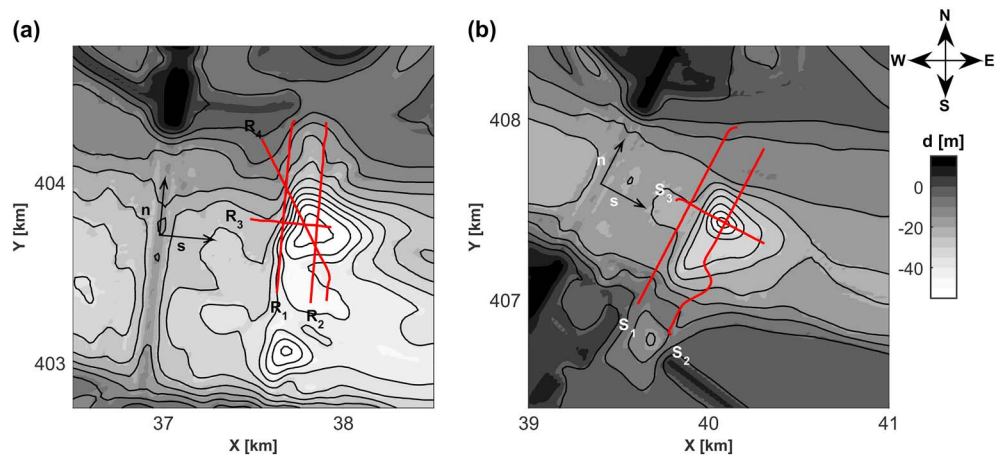 (a)
(b)
N
W
E
S
d [m]
0
-20
-40
R4
R3
R1
R2
n
s
404
403
Y [km]
37
38
X [km]
n
s
S3
S1
S2
408
407
Y [km]
39
40
41
X [km]